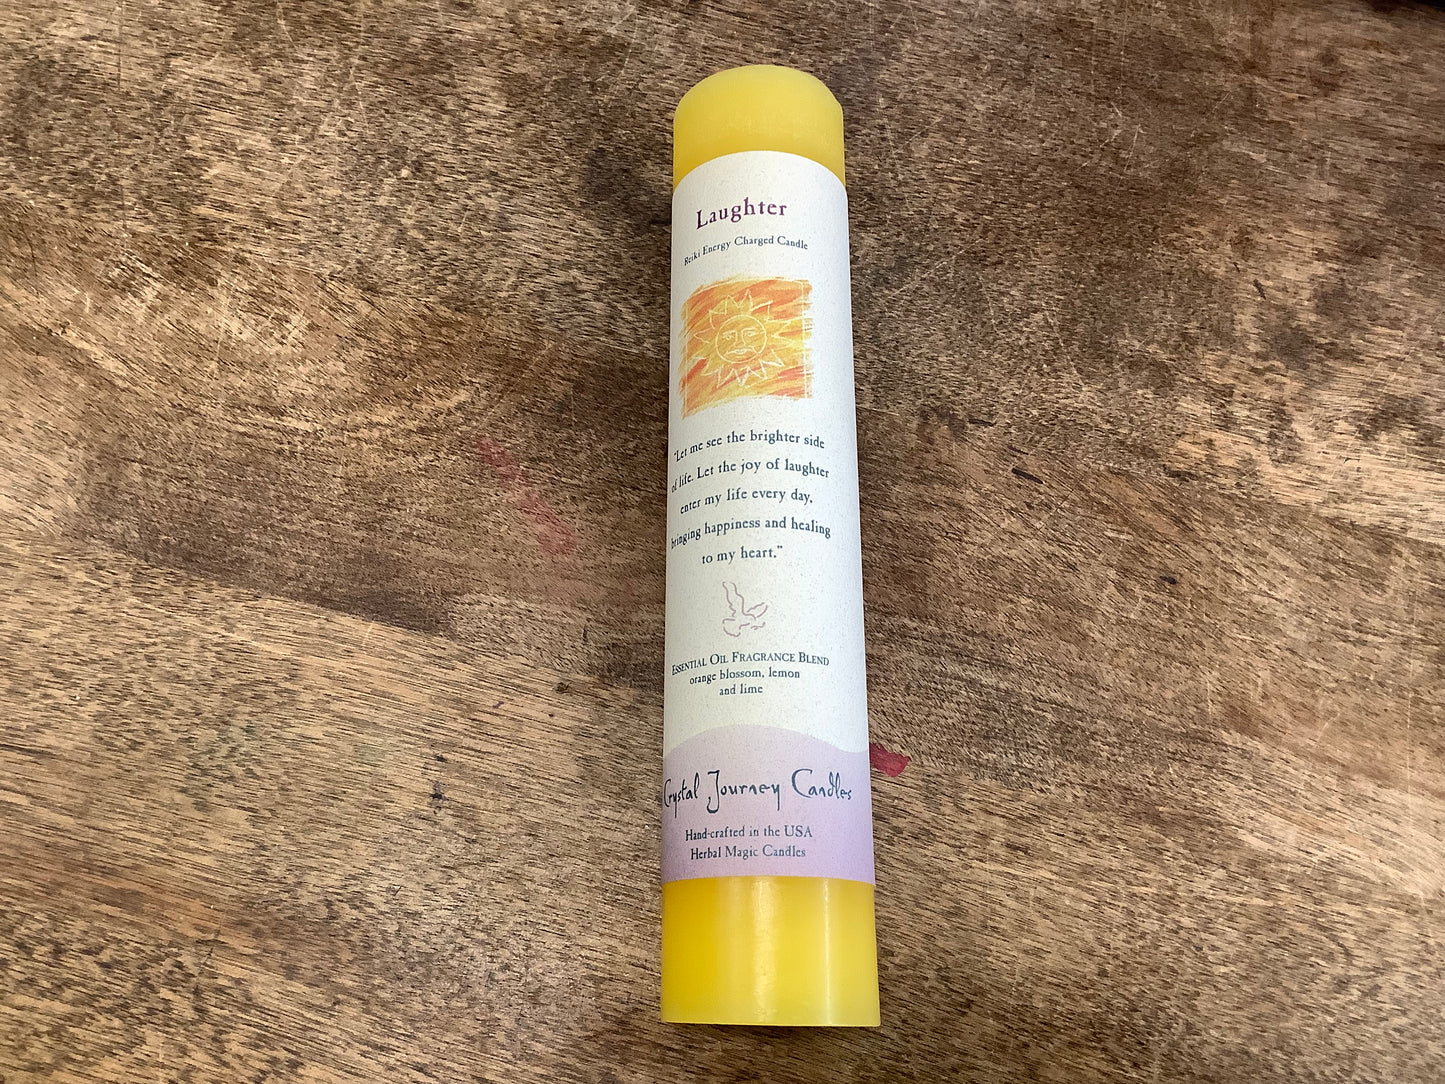 Laughter
Reiki Energy Charged Candle
"Let me see the brighter side
of life. Let the joy of laughter
enter my life every day,
bringing happiness and healing
to my heart."
Essential Oil Fragrance Blend
orange blossom, lemon
and lime
Crystal Journey Candles
Hand-crafted in the USA
Herbal Magic Candles